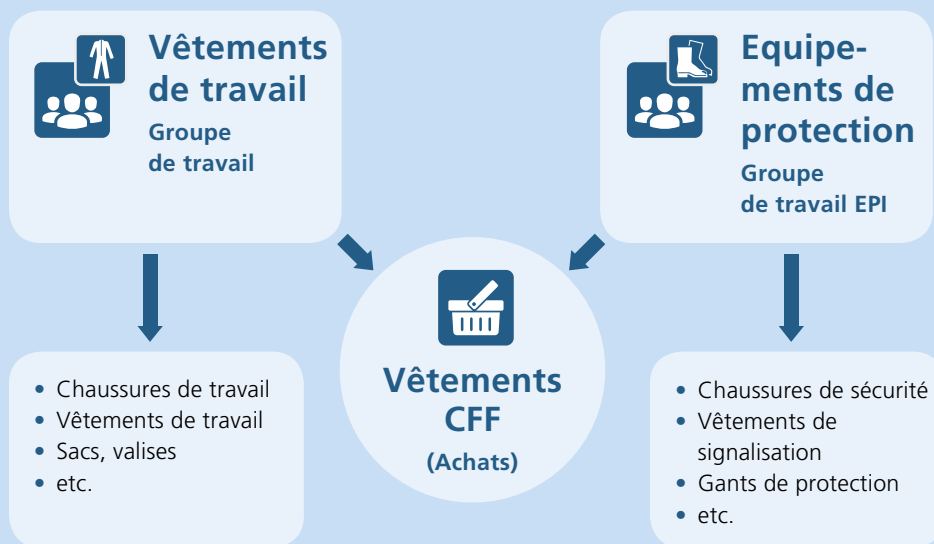 Vêtements
de travail
Groupe
de travail
Equipe-
ments de
protection
Groupe
de travail EPI
Vêtements
CFF
(Achats)
• Chaussures de travail
• Vêtements de travail
• Sacs, valises
• etc.
• Chaussures de sécurité
• Vêtements de
signalisation
• Gants de protection
• etc.